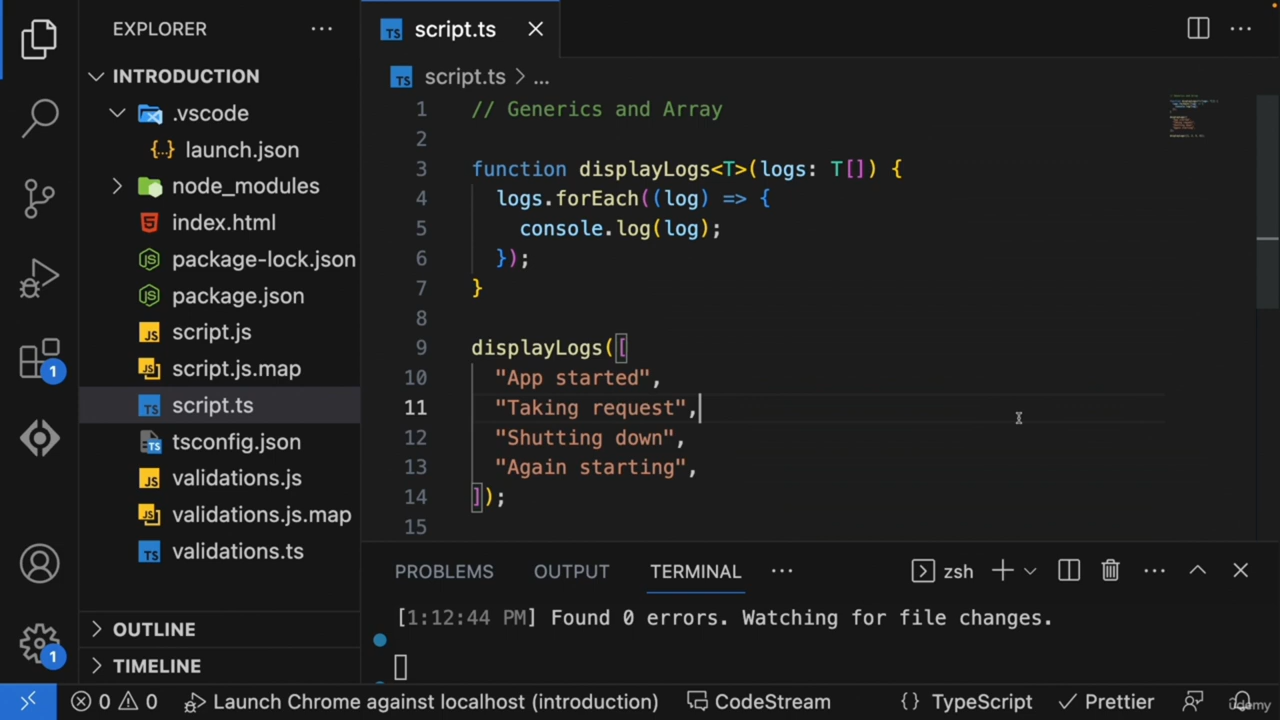 EXPLORER
INTRODUCTION
.vscode
launch.json
node_modules
index.html
package-lock.json
package.json
script.js
script.js.map
script.ts
tsconfig.json
validations.js
validations.js.map
validations.ts
OUTLINE
TIMELINE
1
1
script.ts
script.ts > ...
1 // Generics and Array
2
3 function displayLogs<T>(logs: T[]) {
4 logs.forEach((log) => {
5 console.log(log);
6 });
7 }
8
9 displayLogs([
10 "App started",
11 "Taking request",
12 "Shutting down",
13 "Again starting",
14 ]);
15
PROBLEMS OUTPUT TERMINAL ... zsh
[1:12:44 PM] Found 0 errors. Watching for file changes.
0 0 Launch Chrome against localhost (introduction) CodeStream {} TypeScript Prettier
ûdemy